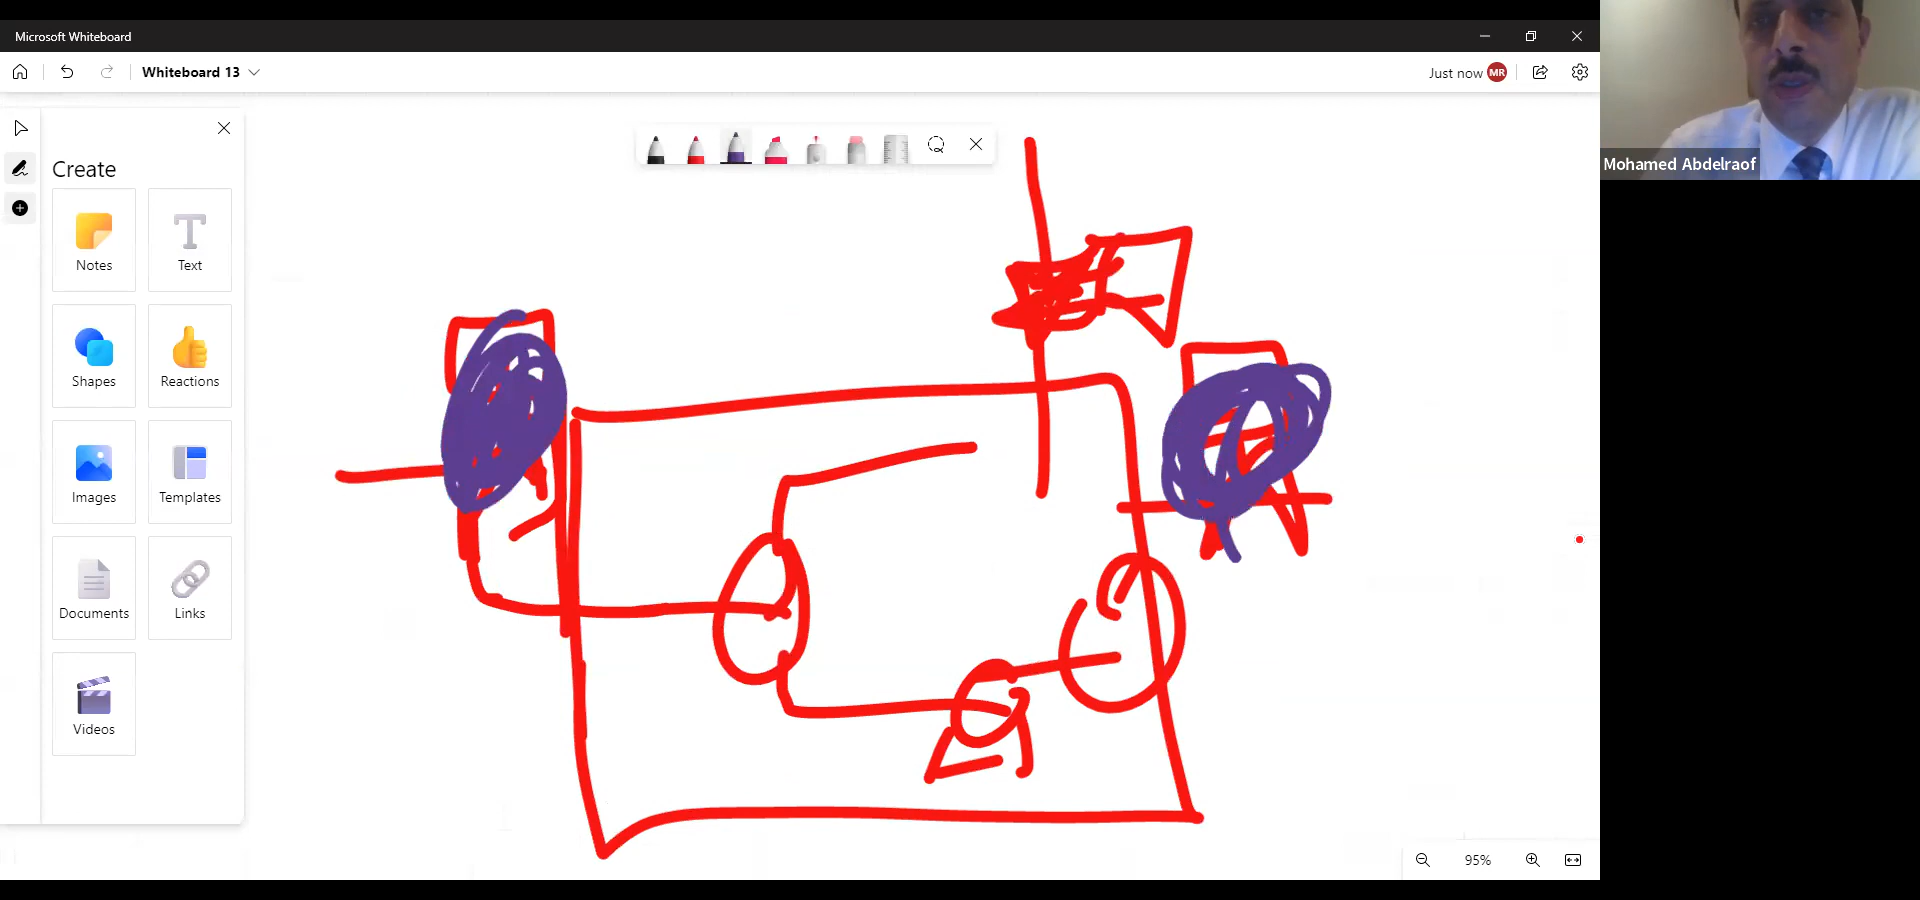 Microsoft Whiteboard
Whiteboard 13
Just now MR
Mohamed Abdelraof
Create
Notes
Text
Shapes
Reactions
Images
Templates
Documents
Links
Videos
95%